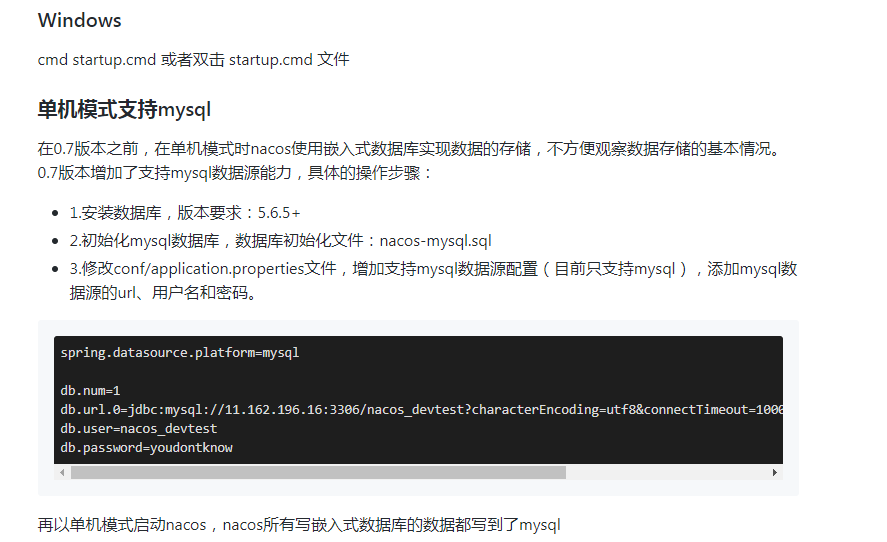 Windows
cmd startup.cmd 或者双击 startup.cmd 文件
单机模式支持mysql
在0.7版本之前，在单机模式时nacos使用嵌入式数据库实现数据的存储，不方便观察数据存储的基本情况。
0.7版本增加了支持mysql数据源能力，具体的操作步骤：
1.安装数据库，版本要求：5.6.5+
2.初始化mysql数据库，数据库初始化文件：nacos-mysql.sql
3.修改conf/application.properties文件，增加支持mysql数据源配置（目前只支持mysql），添加mysql数
据源的url、用户名和密码。
spring.datasource.platform=mysql
db.num=1
db.url.0=jdbc:mysql://11.162.196.16:3306/nacos_devtest?characterEncoding=utf8&connectTimeout=1000
db.user=nacos_devtest
db.password=youdontknow
再以单机模式启动nacos，nacos所有写嵌入式数据库的数据都写到了mysql